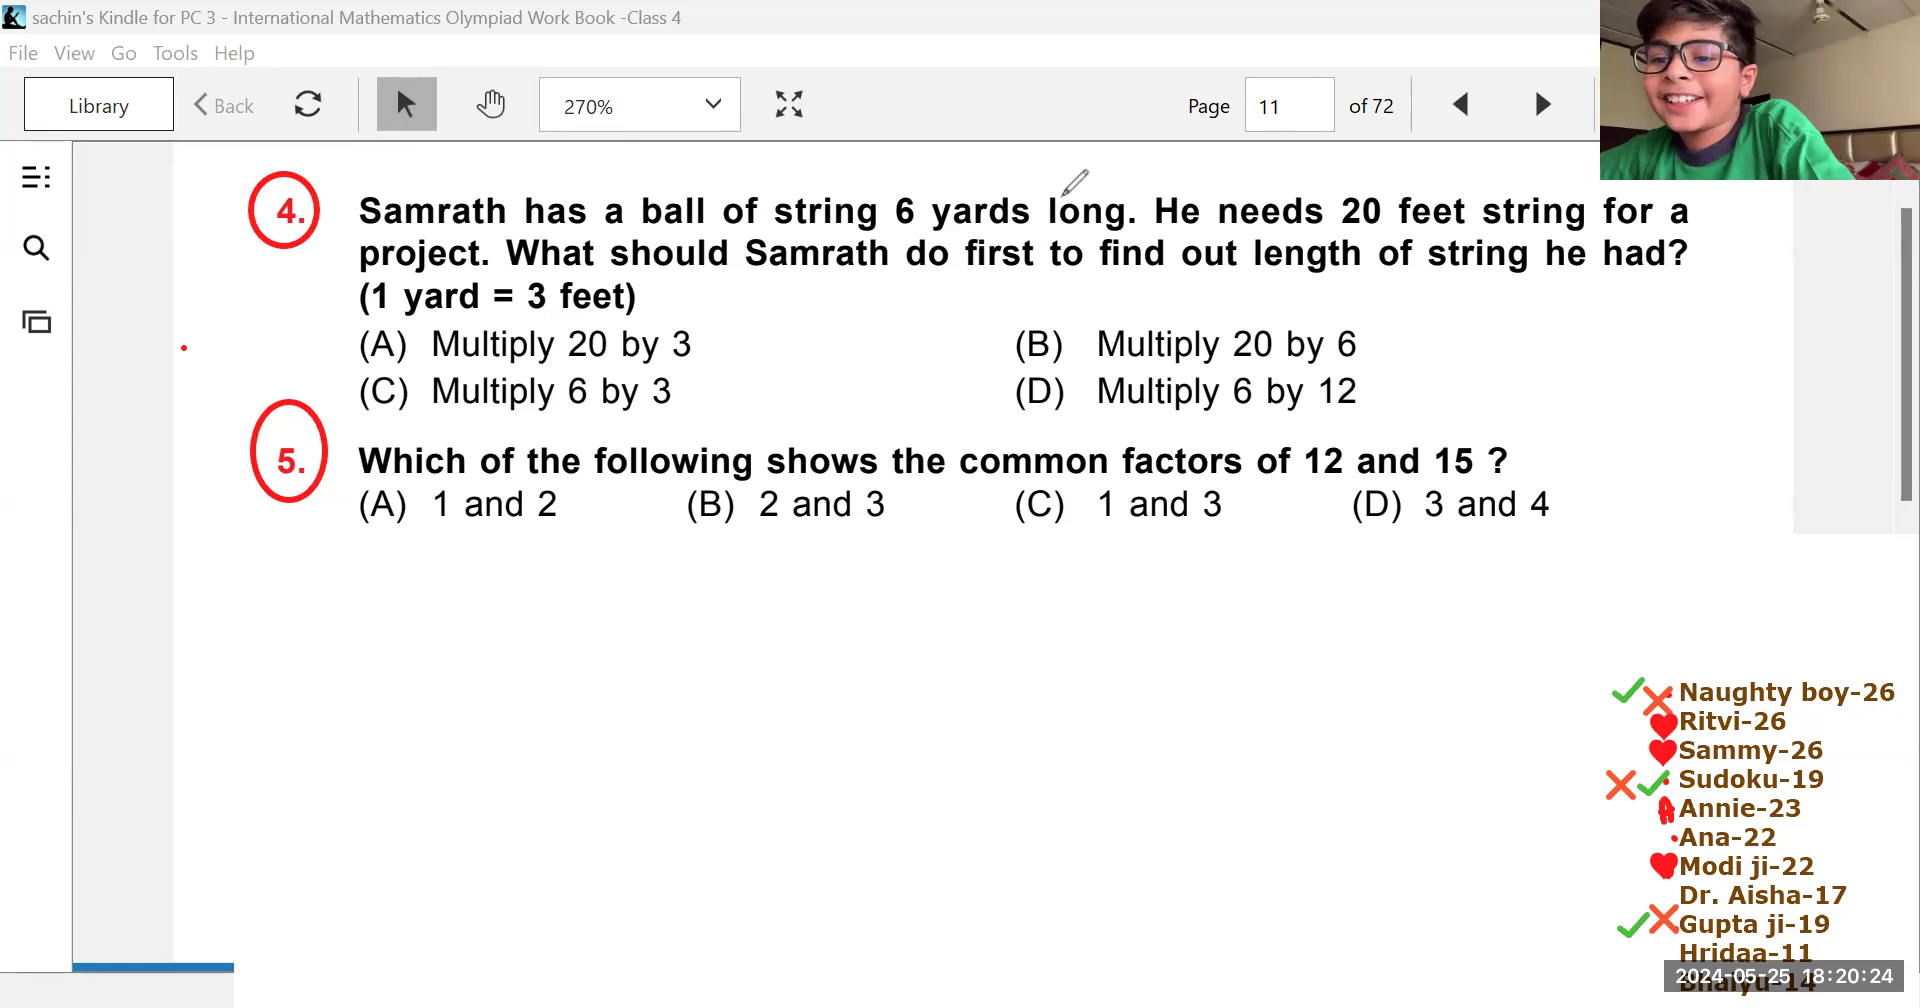 sachin's Kindle for PC 3 - International Mathematics Olympiad Work Book -Class 4
File View Go Tools Help
Library Back 270% Page 11 of 72
4. Samrath has a ball of string 6 yards long. He needs 20 feet string for a
project. What should Samrath do first to find out length of string he had?
(1 yard = 3 feet)
(A) Multiply 20 by 3 (B) Multiply 20 by 6
(C) Multiply 6 by 3 (D) Multiply 6 by 12
5. Which of the following shows the common factors of 12 and 15 ?
(A) 1 and 2 (B) 2 and 3 (C) 1 and 3 (D) 3 and 4
Naughty boy-26
Ritvi-26
Sammy-26
Sudoku-19
Annie-23
Ana-22
Modi ji-22
Dr. Aisha-17
Gupta ji-19
Hridaa-11
2024-05-25 18:20:24